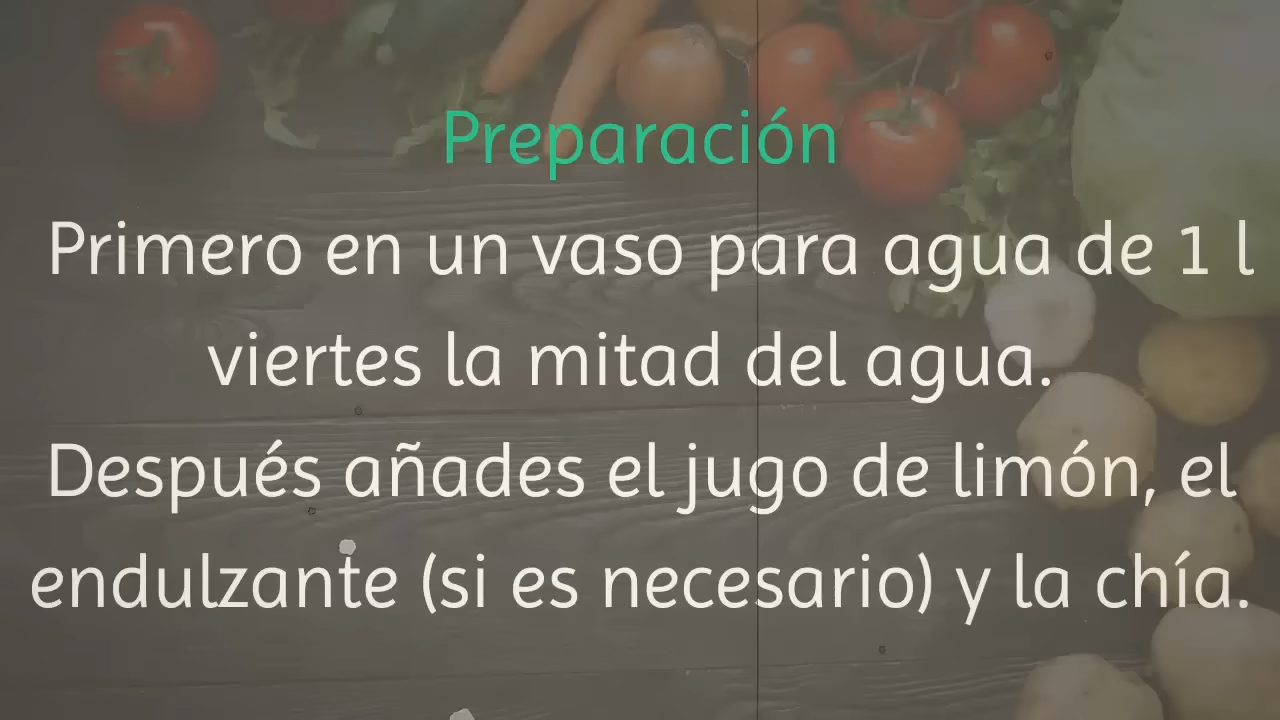 Preparación
Primero en un vaso para agua de 1 l
viertes la mitad del agua.
Después añades el jugo de limón, el
endulzante (si es necesario) y la chía.